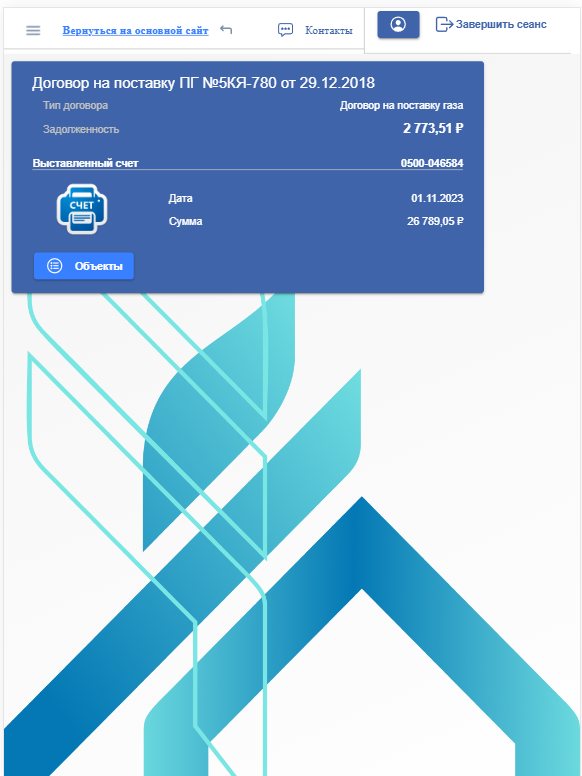 Вернуться на основной сайт
Контакты
Завершить сеанс
Договор на поставку ПГ №5КЯ-780 от 29.12.2018
Тип договора Договор на поставку газа
Задолженность 2 773,51 ₽
Выставленный счет 0500-046584
СЧЕТ
Дата 01.11.2023
Сумма 26 789,05 ₽
Объекты